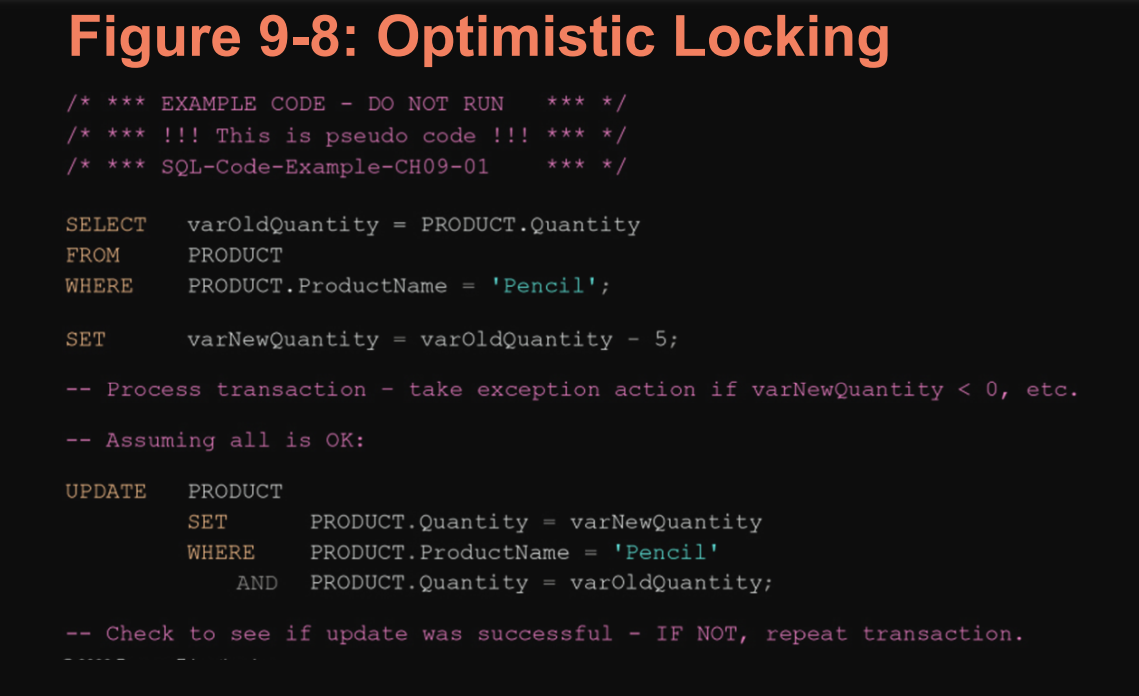 Figure 9-8: Optimistic Locking
/* *** EXAMPLE CODE - DO NOT RUN *** */
/* *** !!! This is pseudo code !!! *** */
/* *** SQL-Code-Example-CH09-01 *** */
SELECT varOldQuantity = PRODUCT.Quantity
FROM PRODUCT
WHERE PRODUCT.ProductName = 'Pencil';
SET varNewQuantity = varOldQuantity - 5;
-- Process transaction - take exception action if varNewQuantity < 0, etc.
-- Assuming all is OK:
UPDATE PRODUCT
SET PRODUCT.Quantity = varNewQuantity
WHERE PRODUCT.ProductName = 'Pencil'
AND PRODUCT.Quantity = varOldQuantity;
-- Check to see if update was successful - IF NOT, repeat transaction.